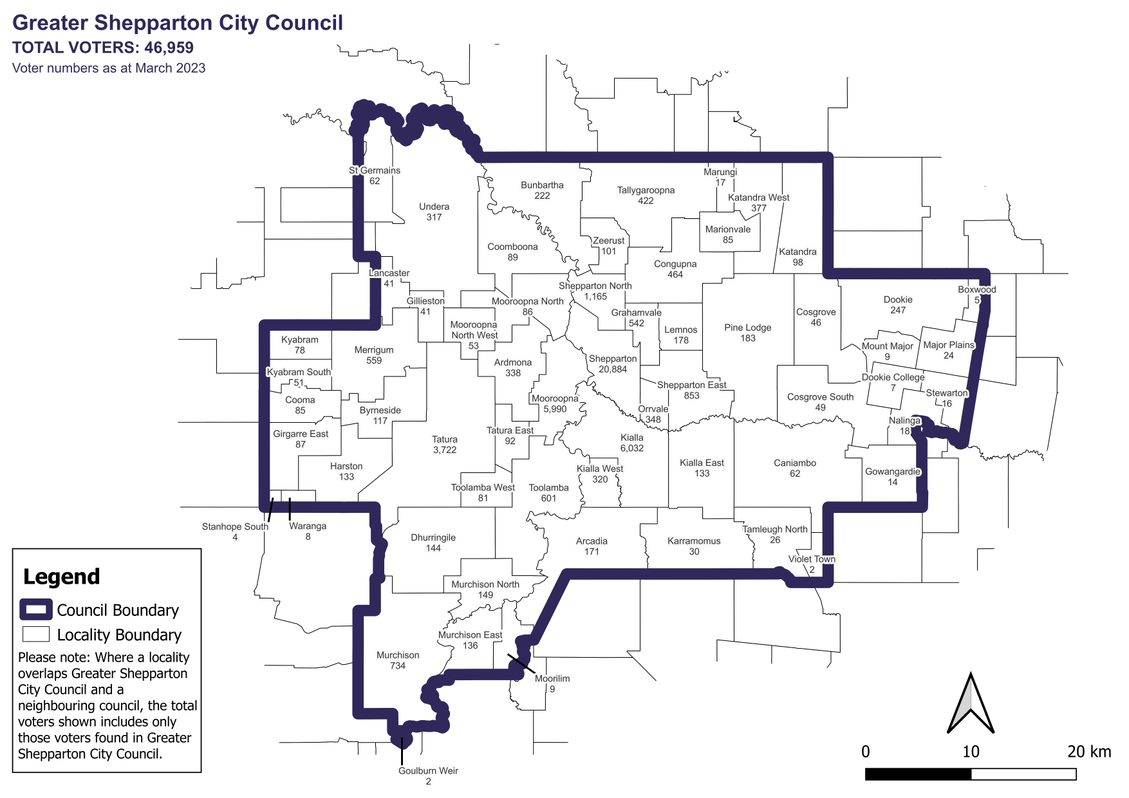 Greater Shepparton City Council
TOTAL VOTERS: 46,959
Voter numbers as at March 2023
St Germains
62
Undera
317
Bunbartha
222
Tallygaroopna
422
Marungi
17
Katandra West
377
Marionvale
85
Zeerust
101
Coomboona
89
Congupna
464
Katandra
98
Lancaster
41
Gillieston
41
Mooroopna North
86
Shepparton North
1,165
Grahamvale
542
Lemnos
178
Pine Lodge
183
Cosgrove
46
Dookie
247
Boxwood
5
Kyabram
78
Merrigum
559
Mooroopna
North West
53
Ardmona
338
Shepparton
20,884
Mount Major
9
Major Plains
24
Kyabram South
51
Cooma
85
Byrneside
117
Mooroopna
5,990
Shepparton East
853
Orrvale
348
Cosgrove South
49
Dookie College
7
Stewarton
16
Nalinga
18
Girgarre East
87
Harston
133
Tatura
3,722
Tatura East
92
Kialla
6,032
Kialla West
320
Kialla East
133
Caniambo
62
Gowangardie
14
Toolamba West
81
Toolamba
601
Stanhope South
4
Waranga
8
Dhurringile
144
Arcadia
171
Karramomus
30
Tamleugh North
26
Violet Town
2
Murchison North
149
Murchison East
136
Murchison
734
Moorilim
9
Goulburn Weir
2
Legend
Council Boundary
Locality Boundary
Please note: Where a locality
overlaps Greater Shepparton
City Council and a
neighbouring council, the total
voters shown includes only
those voters found in Greater
Shepparton City Council.
0 10 20 km